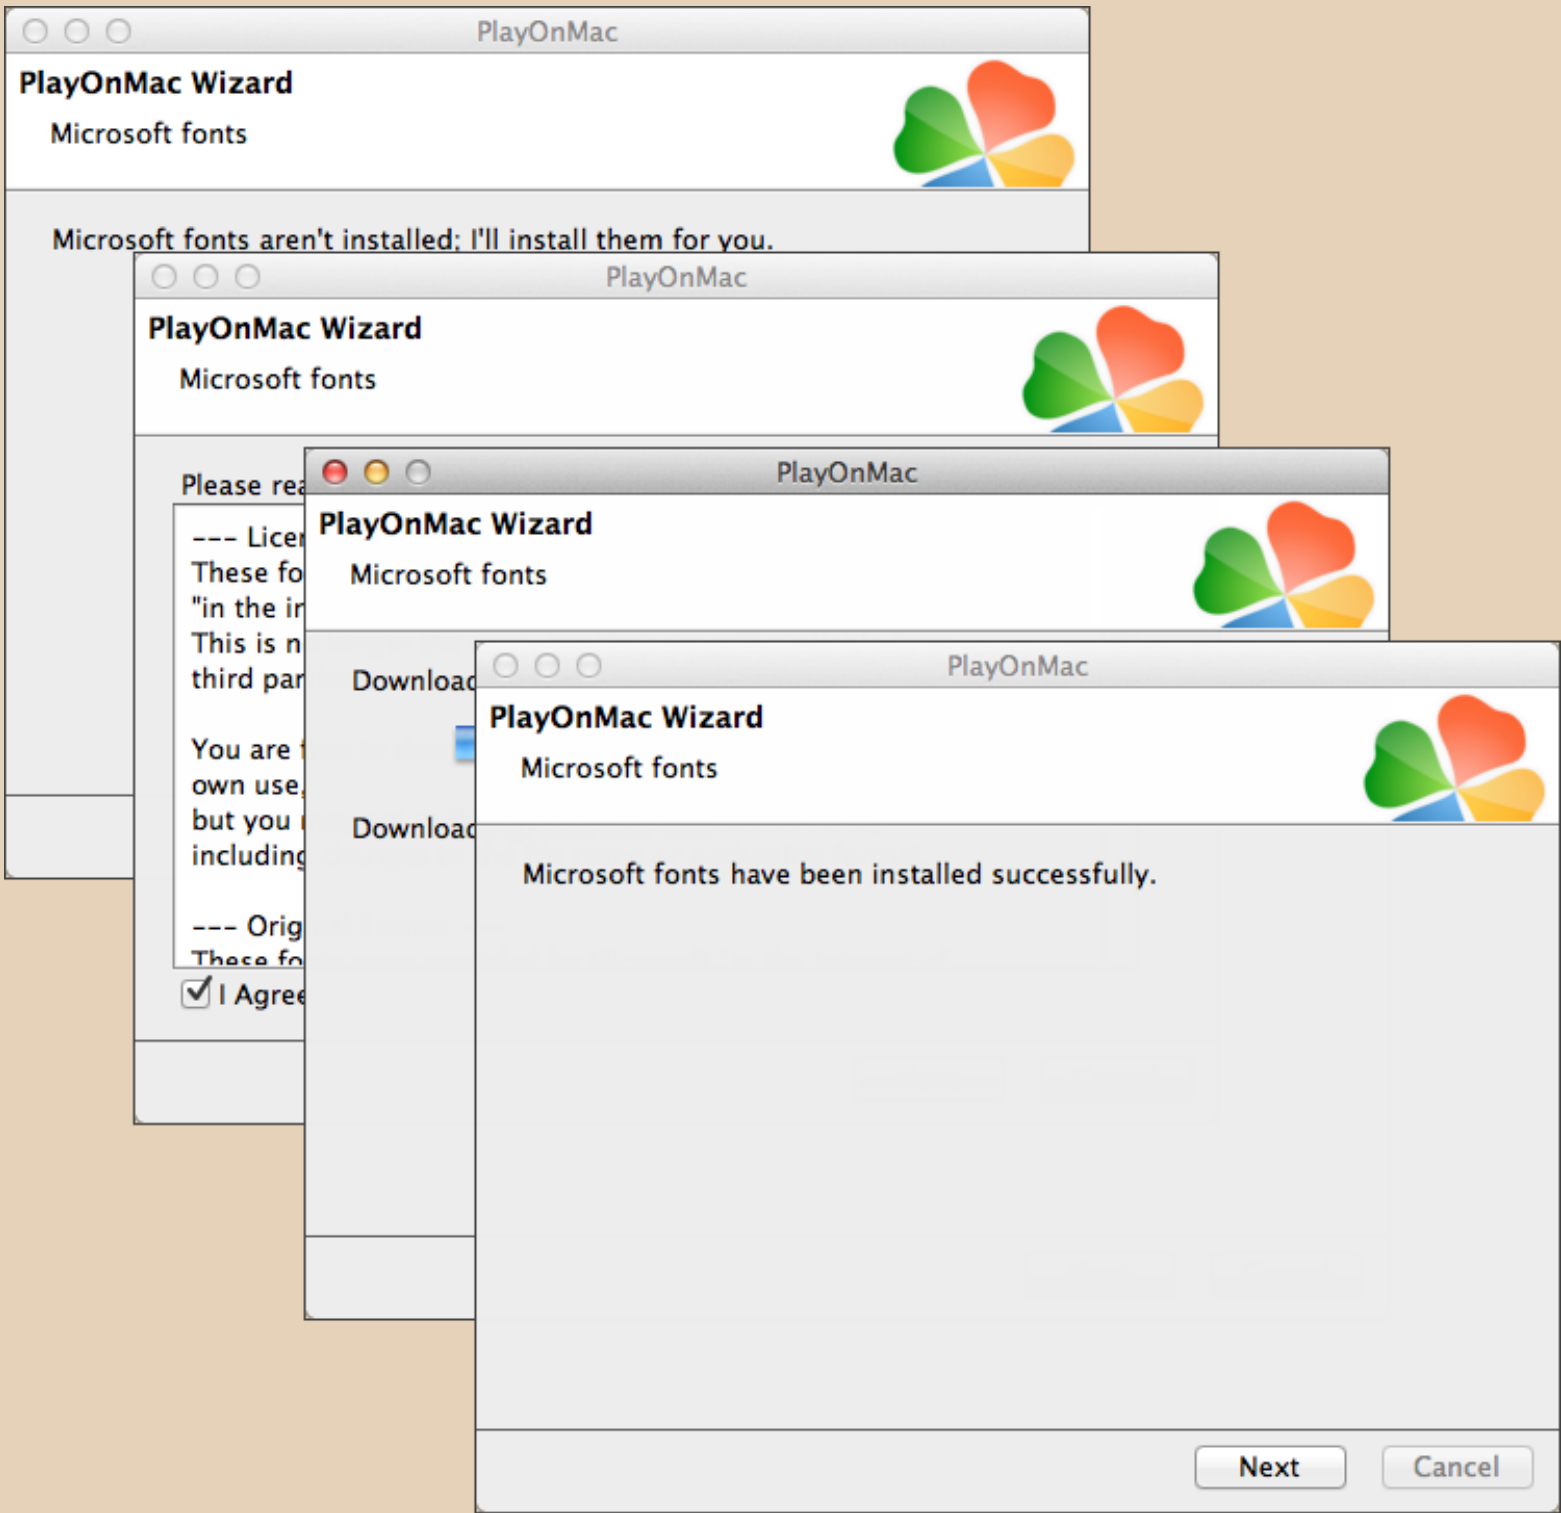 PlayOnMac
PlayOnMac Wizard
Microsoft fonts
Microsoft fonts aren't installed; I'll install them for you.
PlayOnMac
PlayOnMac Wizard
Microsoft fonts
Please rea
--- Licen
These fo
"in the in
This is n
third par
You are f
own use,
but you
including
--- Orig
These fo
I Agree
PlayOnMac
PlayOnMac Wizard
Microsoft fonts
Download
Download
PlayOnMac
PlayOnMac Wizard
Microsoft fonts
Microsoft fonts have been installed successfully.
Next
Cancel